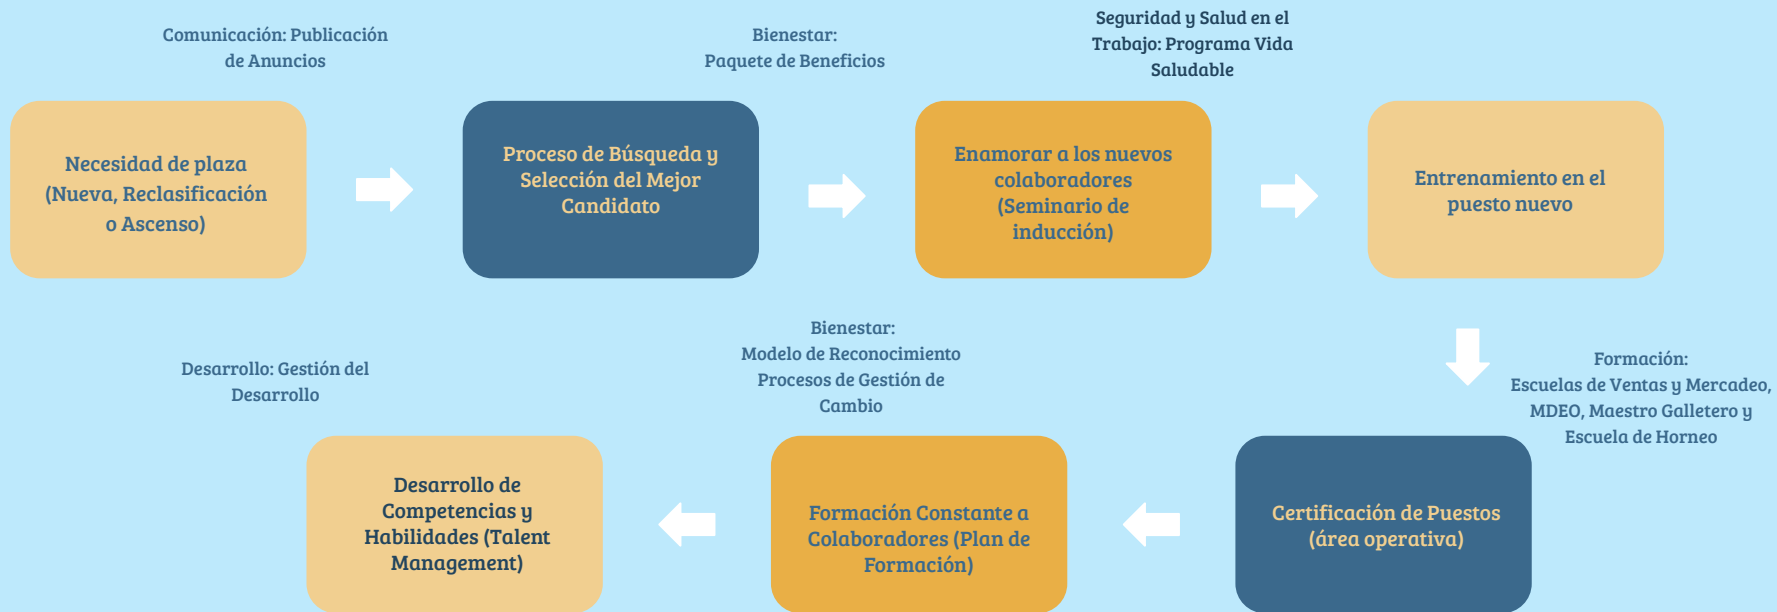 Comunicación: Publicación
de Anuncios
Bienestar:
Paquete de Beneficios
Seguridad y Salud en el
Trabajo: Programa Vida
Saludable
Necesidad de plaza
(Nueva, Reclasificación
o Ascenso)
Proceso de Búsqueda y
Selección del Mejor
Candidato
Enamorar a los nuevos
colaboradores
(Seminario de
inducción)
Entrenamiento en el
puesto nuevo
Formación:
Escuelas de Ventas y Mercadeo,
MDEO, Maestro Galletero y
Escuela de Horneo
Certificación de Puestos
(área operativa)
Bienestar:
Modelo de Reconocimiento
Procesos de Gestión de
Cambio
Formación Constante a
Colaboradores (Plan de
Formación)
Desarrollo: Gestión del
Desarrollo
Desarrollo de
Competencias y
Habilidades (Talent
Management)